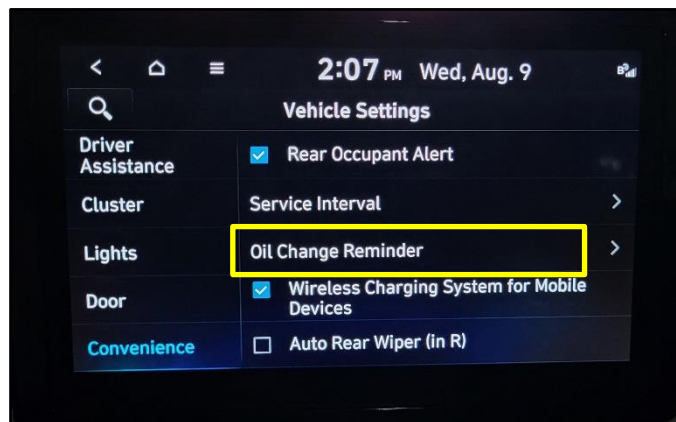 2:07 PM Wed, Aug. 9
Vehicle Settings
Driver
Assistance
Rear Occupant Alert
Cluster
Service Interval
Lights
Oil Change Reminder
Door
Wireless Charging System for Mobile
Devices
Convenience
Auto Rear Wiper (in R)